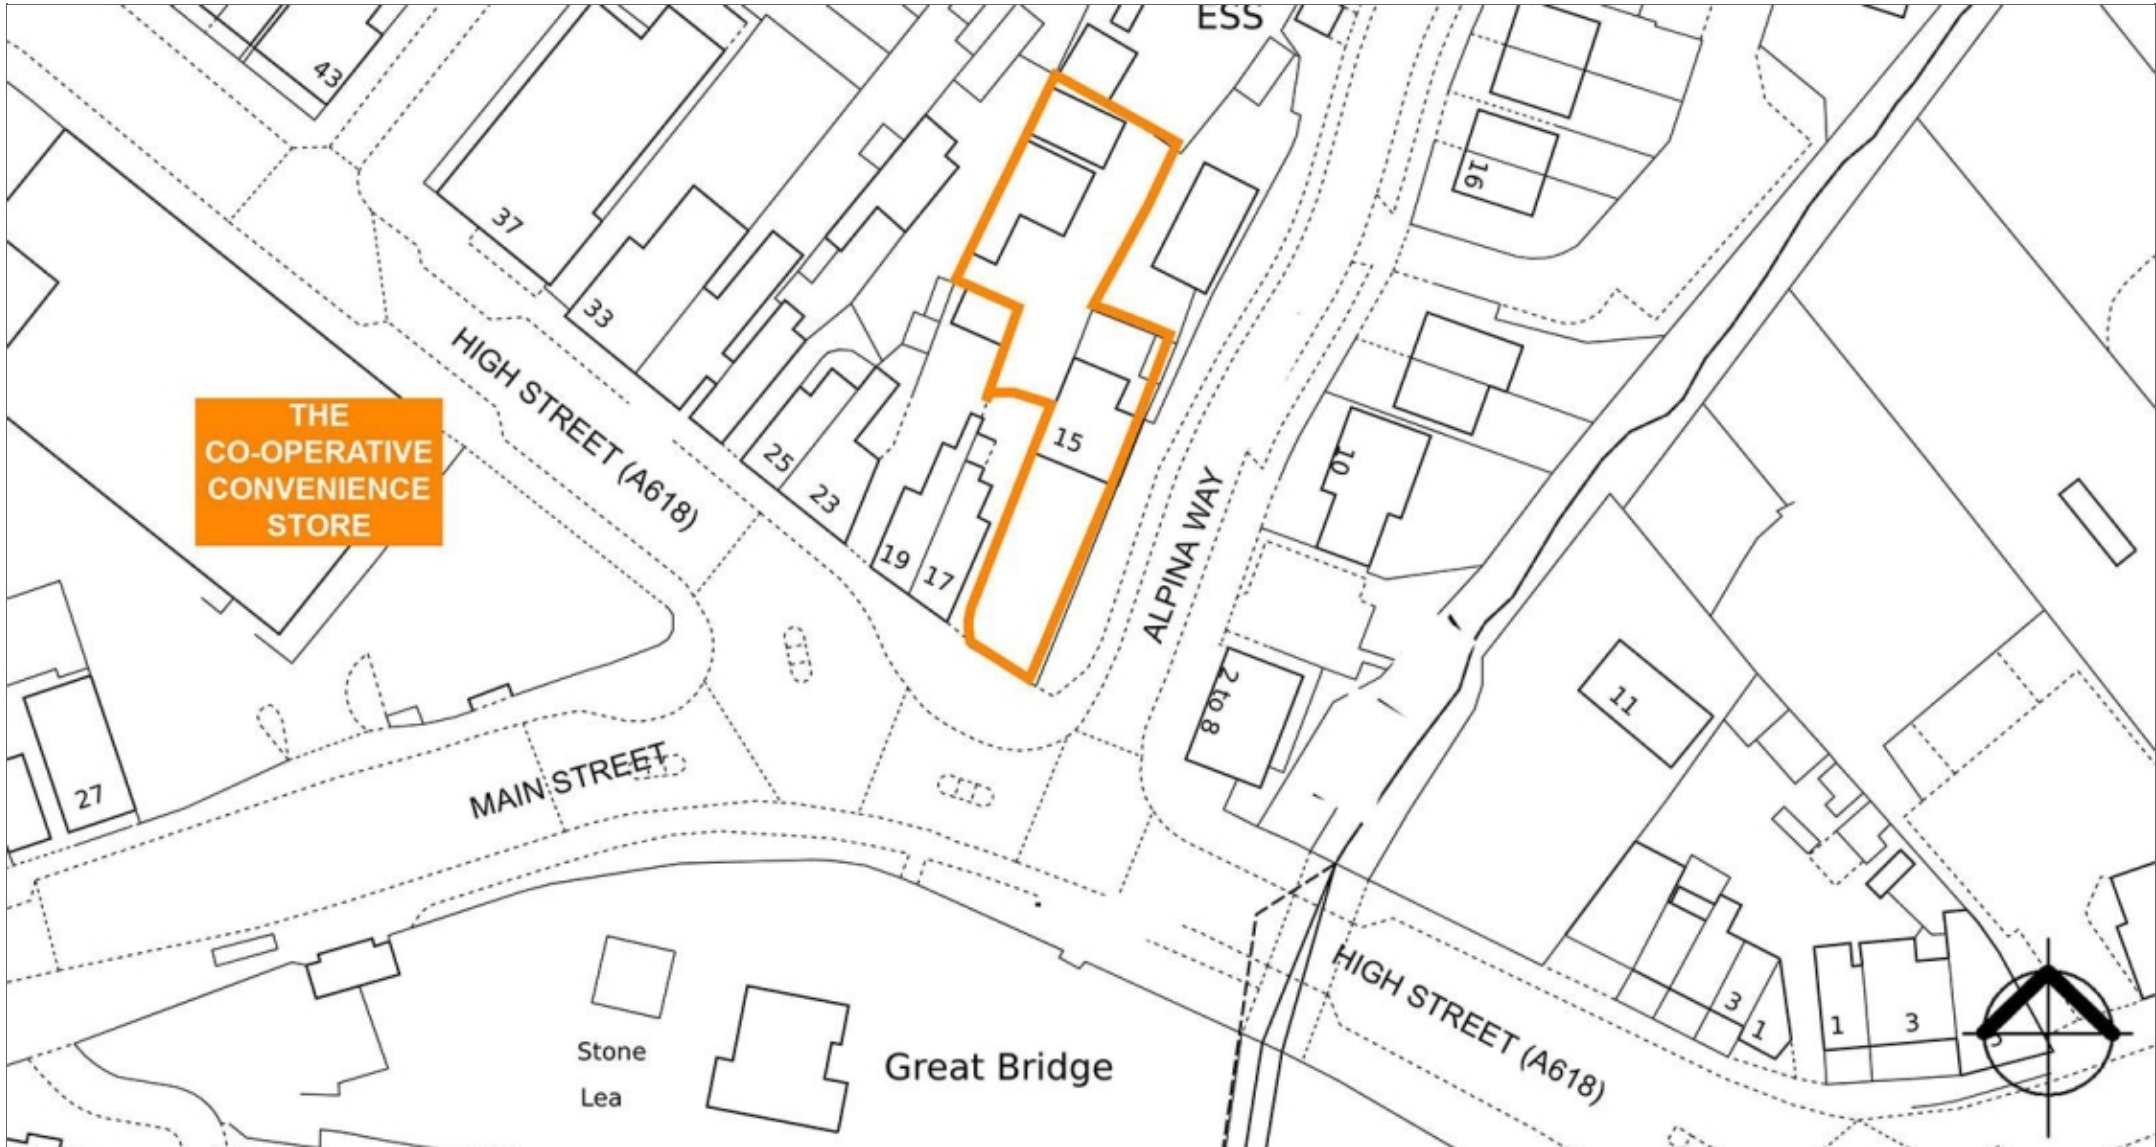 ESS
43
37
33
16
HIGH STREET (A618)
THE
CO-OPERATIVE
CONVENIENCE
STORE
25
23
19
17
15
10
ALPINA WAY
2 to 8
11
MAIN STREET
27
HIGH STREET (A618)
3
1
1
3
Stone
Lea
Great Bridge